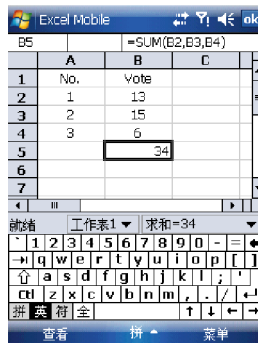 Excel Mobile ok
B5 =SUM(B2,B3,B4)
A B C
1 No. Vote
2 1 13
3 2 15
4 3 6
5 34
6
7
就绪 工作表1 求和=34
` 1 2 3 4 5 6 7 8 9 0 - =
q w e r t y u i o p [ ]
a s d f g h j k l ; '
Ctl z x c v b n m , . /
拼 英 符 全
查看 拼 菜单